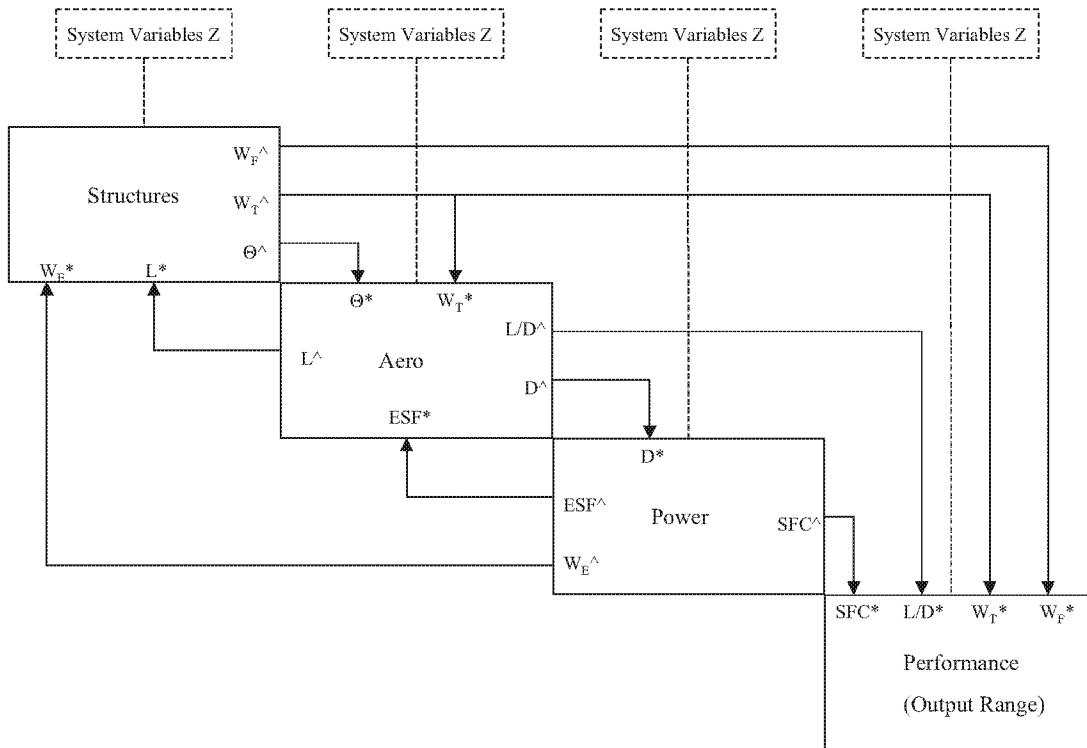 System Variables Z
System Variables Z
System Variables Z
System Variables Z
W_F^
Structures
W_T^
Θ^
W_E*
L*
Θ*
W_T*
L/D^
L^
Aero
D^
ESF*
D*
ESF^
Power
SFC^
W_E^
SFC*
L/D*
W_T*
W_F*
Performance
(Output Range)